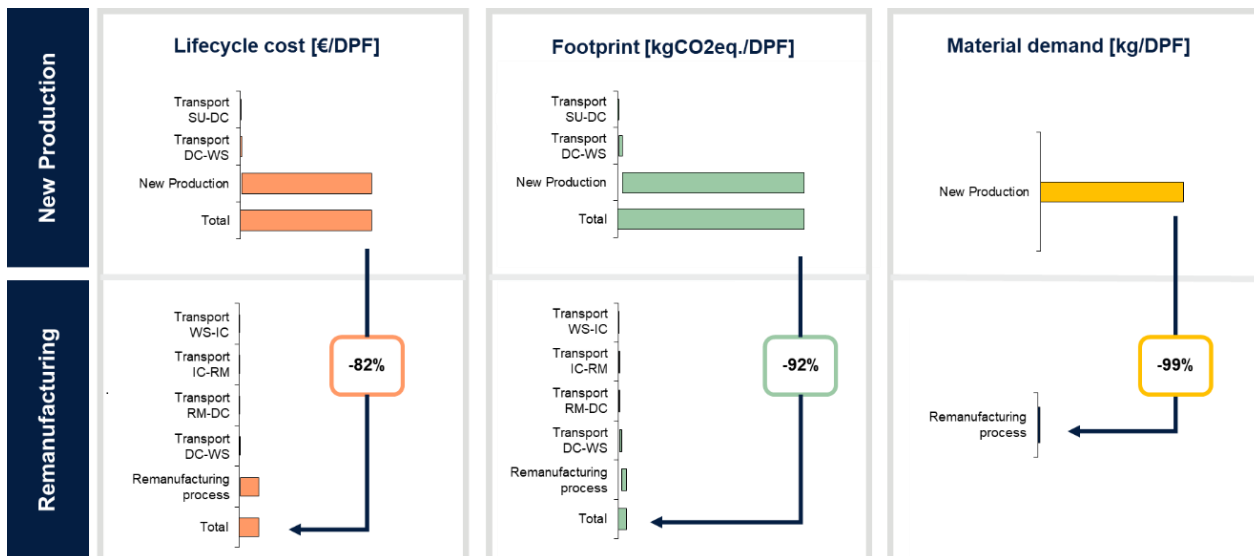 New Production
Lifecycle cost [€/DPF]
Transport
SU-DC
Transport
DC-WS
New Production
Total
Footprint [kgCO2eq./DPF]
Transport
SU-DC
Transport
DC-WS
New Production
Total
Material demand [kg/DPF]
New Production
Remanufacturing
Transport
WS-IC
Transport
IC-RM
Transport
RM-DC
Transport
DC-WS
Remanufacturing
process
Total
-82%
Transport
WS-IC
Transport
IC-RM
Transport
RM-DC
Transport
DC-WS
Remanufacturing
process
Total
-92%
Remanufacturing
process
-99%